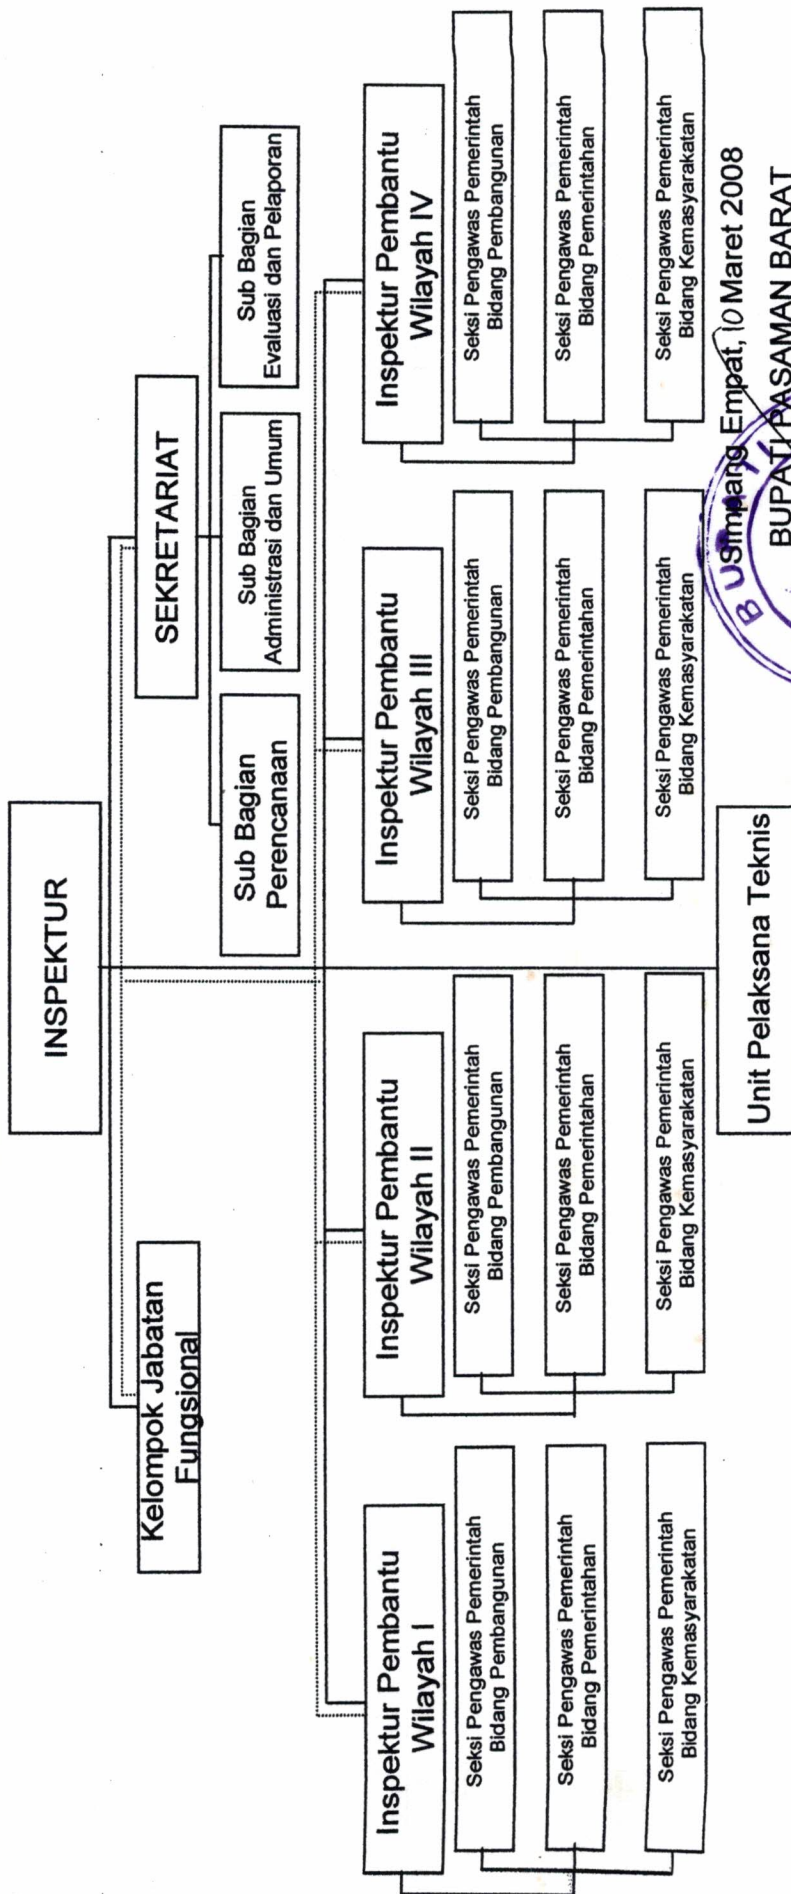 INSPEKTUR
Kelompok Jabatan
Fungsional
SEKRETARIAT
Sub Bagian
Perencanaan
Sub Bagian
Administrasi dan Umum
Sub Bagian
Evaluasi dan Pelaporan
Inspektur Pembantu
Wilayah I
Seksi Pengawas Pemerintah
Bidang Pembangunan
Seksi Pengawas Pemerintah
Bidang Pemerintahan
Seksi Pengawas Pemerintah
Bidang Kemasyarakatan
Inspektur Pembantu
Wilayah II
Seksi Pengawas Pemerintah
Bidang Pembangunan
Seksi Pengawas Pemerintah
Bidang Pemerintahan
Seksi Pengawas Pemerintah
Bidang Kemasyarakatan
Inspektur Pembantu
Wilayah III
Seksi Pengawas Pemerintah
Bidang Pembangunan
Seksi Pengawas Pemerintah
Bidang Pemerintahan
Seksi Pengawas Pemerintah
Bidang Kemasyarakatan
Inspektur Pembantu
Wilayah IV
Seksi Pengawas Pemerintah
Bidang Pembangunan
Seksi Pengawas Pemerintah
Bidang Pemerintahan
Seksi Pengawas Pemerintah
Bidang Kemasyarakatan
Unit Pelaksana Teknis
Simpang Empat, 10 Maret 2008
BUPATI PASAMAN BARAT
BUPATI